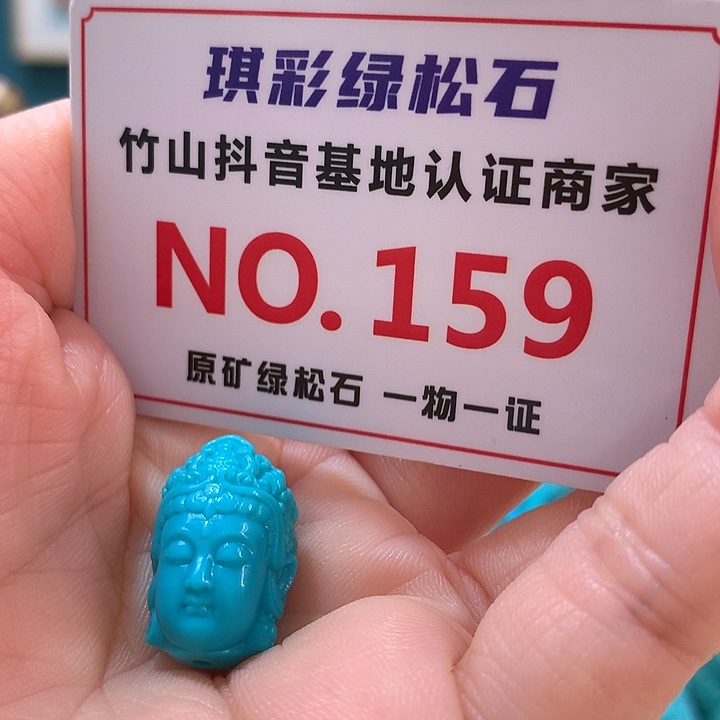 琪彩绿松石
竹山抖音基地认证商家
NO.159
原矿绿松石 一物一证